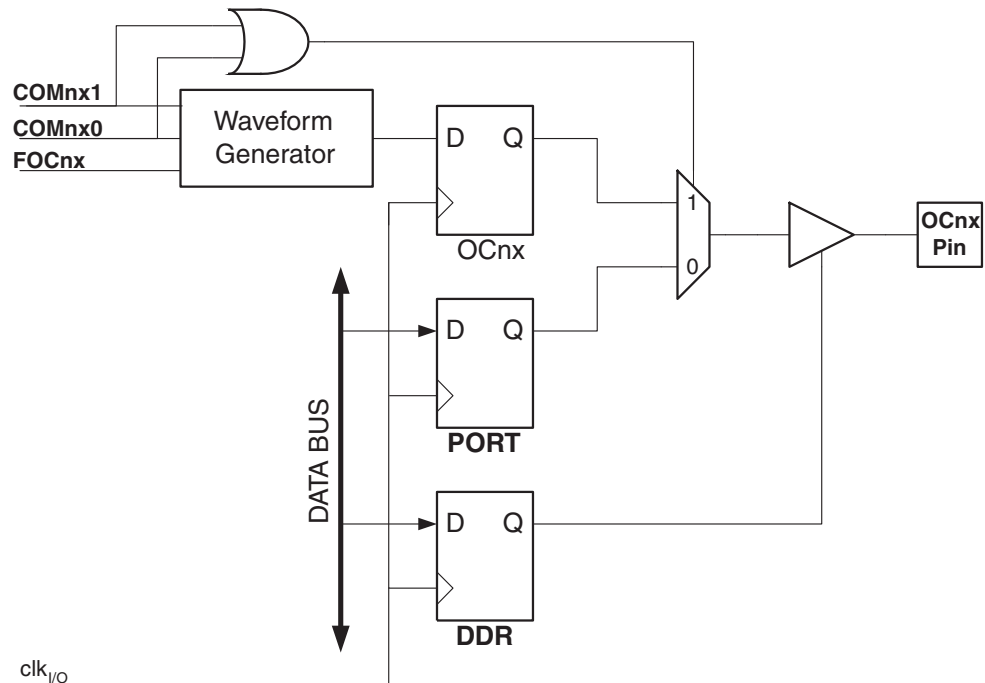 COMnx1
COMnx0
FOCnx
Waveform
Generator
D Q
OCnx
1
0
OCnx
Pin
D Q
PORT
DATA BUS
D Q
DDR
clkI/O